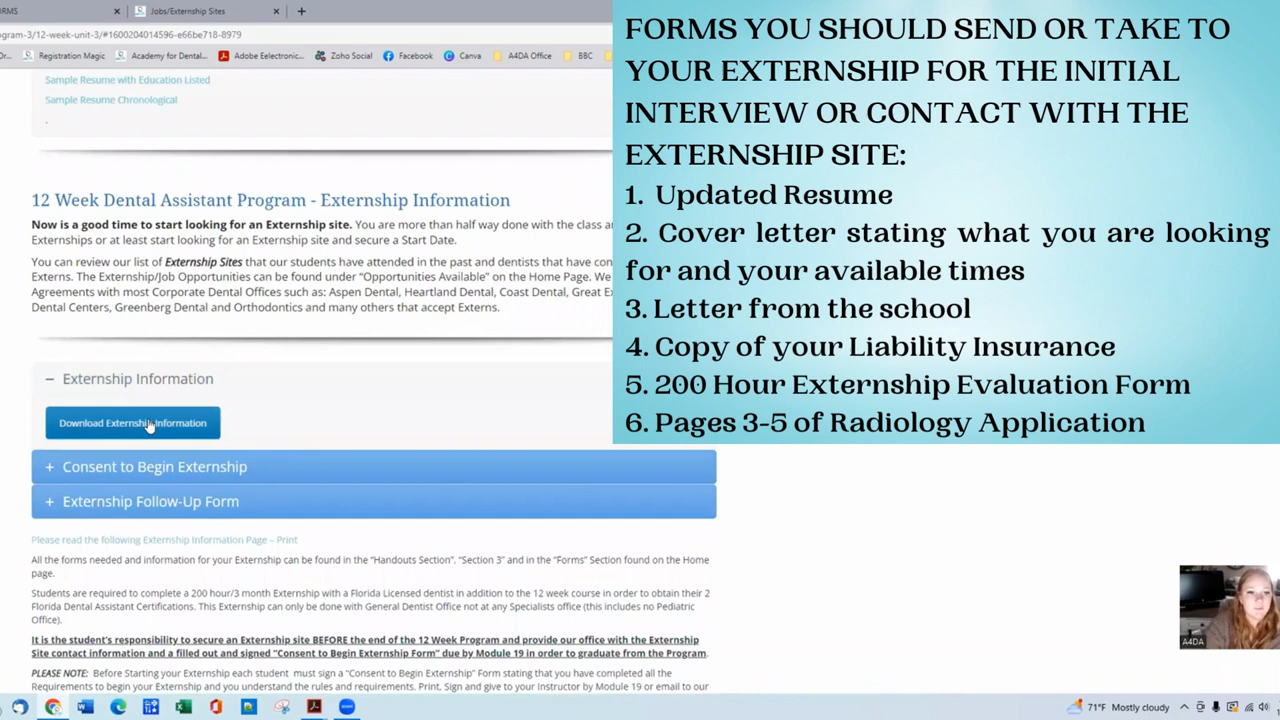 RMS
Jobs/Externship Sites
ogram-3/12-week-unit-3/#1600204014596-e66be718-8979
Dr... Registration Magic Academy for Dental... Adobe Eelectronic... Zoho Social Facebook Canva A4DA Office BBC
Sample Resume with Education Listed
Sample Resume Chronological
.
12 Week Dental Assistant Program - Externship Information
Now is a good time to start looking for an Externship site. You are more than half way done with the class a
Externships or at least start looking for an Externship site and secure a Start Date.
You can review our list of Externship Sites that our students have attended in the past and dentists that have con
Externs. The Externship/Job Opportunities can be found under “Opportunities Available” on the Home Page. We
Agreements with most Corporate Dental Offices such as: Aspen Dental, Heartland Dental, Coast Dental, Great Ex
Dental Centers, Greenberg Dental and Orthodontics and many others that accept Externs.
− Externship Information
Download Externship Information
+ Consent to Begin Externship
+ Externship Follow-Up Form
Please read the following Externship Information Page – Print
All the forms needed and information for your Externship can be found in the “Handouts Section”, “Section 3” and in the “Forms” Section found on the Home
page.
Students are required to complete a 200 hour/3 month Externship with a Florida Licensed dentist in addition to the 12 week course in order to obtain their 2
Florida Dental Assistant Certifications. This Externship can only be done with General Dentist Office not at any Specialists office (this includes no Pediatric
Office).
It is the student’s responsibility to secure an Externship site BEFORE the end of the 12 Week Program and provide our office with the Externship
Site contact information and a filled out and signed “Consent to Begin Externship Form” due by Module 19 in order to graduate from the Program.
PLEASE NOTE: Before Starting your Externship each student must sign a “Consent to Begin Externship” Form stating that you have completed all the
Requirements to begin your Externship and you understand the rules and requirements. Print, Sign and give to your Instructor by Module 19 or email to our
FORMS YOU SHOULD SEND OR TAKE TO
YOUR EXTERNSHIP FOR THE INITIAL
INTERVIEW OR CONTACT WITH THE
EXTERNSHIP SITE:
1. Updated Resume
2. Cover letter stating what you are looking
for and your available times
3. Letter from the school
4. Copy of your Liability Insurance
5. 200 Hour Externship Evaluation Form
6. Pages 3-5 of Radiology Application
A4DA
71°F Mostly cloudy